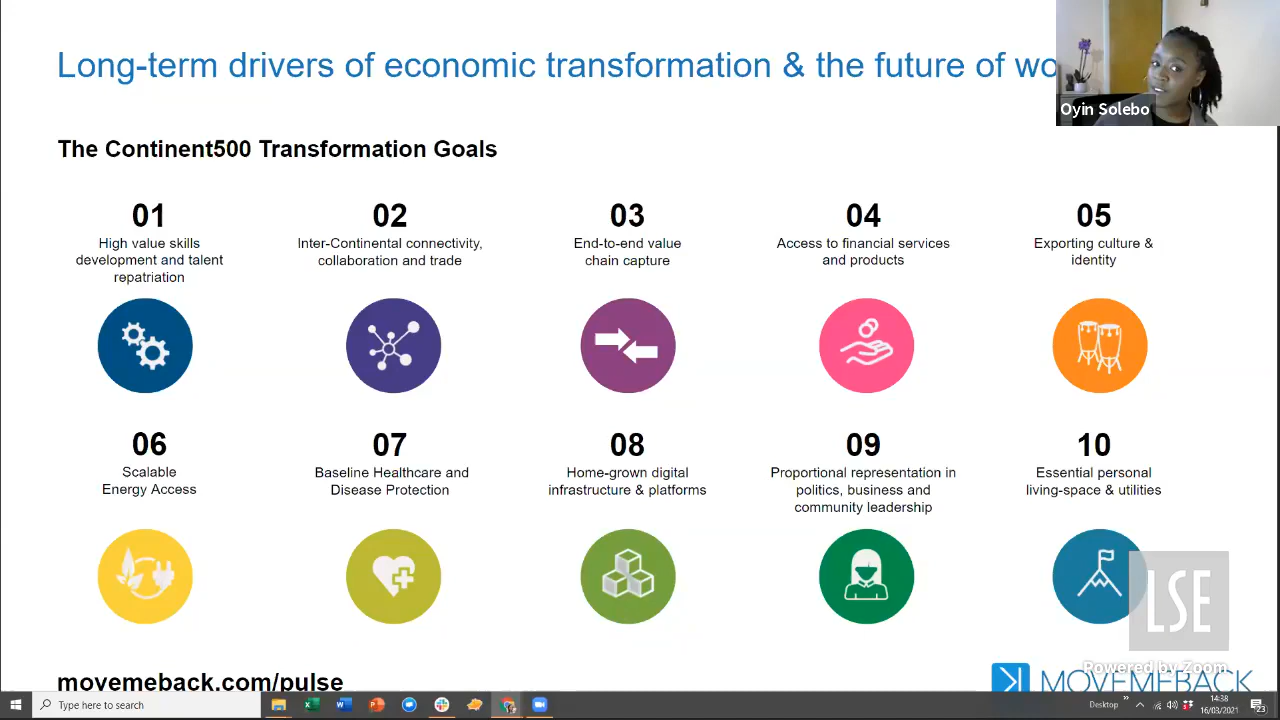 Long-term drivers of economic transformation & the future of wo
Oyin Solebo
The Continent500 Transformation Goals
01
High value skills
development and talent
repatriation
02
Inter-Continental connectivity,
collaboration and trade
03
End-to-end value
chain capture
04
Access to financial services
and products
05
Exporting culture &
identity
06
Scalable
Energy Access
07
Baseline Healthcare and
Disease Protection
08
Home-grown digital
infrastructure & platforms
09
Proportional representation in
politics, business and
community leadership
10
Essential personal
living-space & utilities
LSE
Powered by Zoom
movemeback.com/pulse
MOVEMEBACK
Type here to search
Desktop
14:38
16/03/2021
23